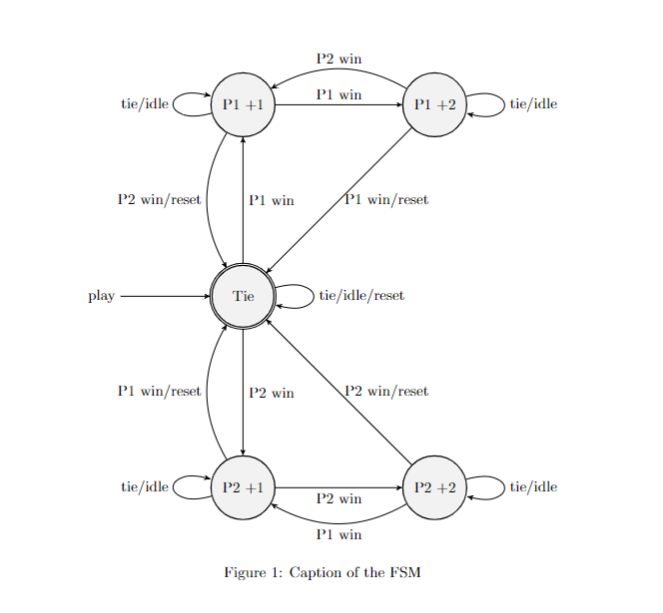 P2 win
tie/idle
P1 +1
P1 win
P1 +2
tie/idle
P2 win/reset
P1 win
P1 win/reset
play
Tie
tie/idle/reset
P1 win/reset
P2 win
P2 win/reset
tie/idle
P2 +1
P2 win
P2 +2
tie/idle
P1 win
Figure 1: Caption of the FSM